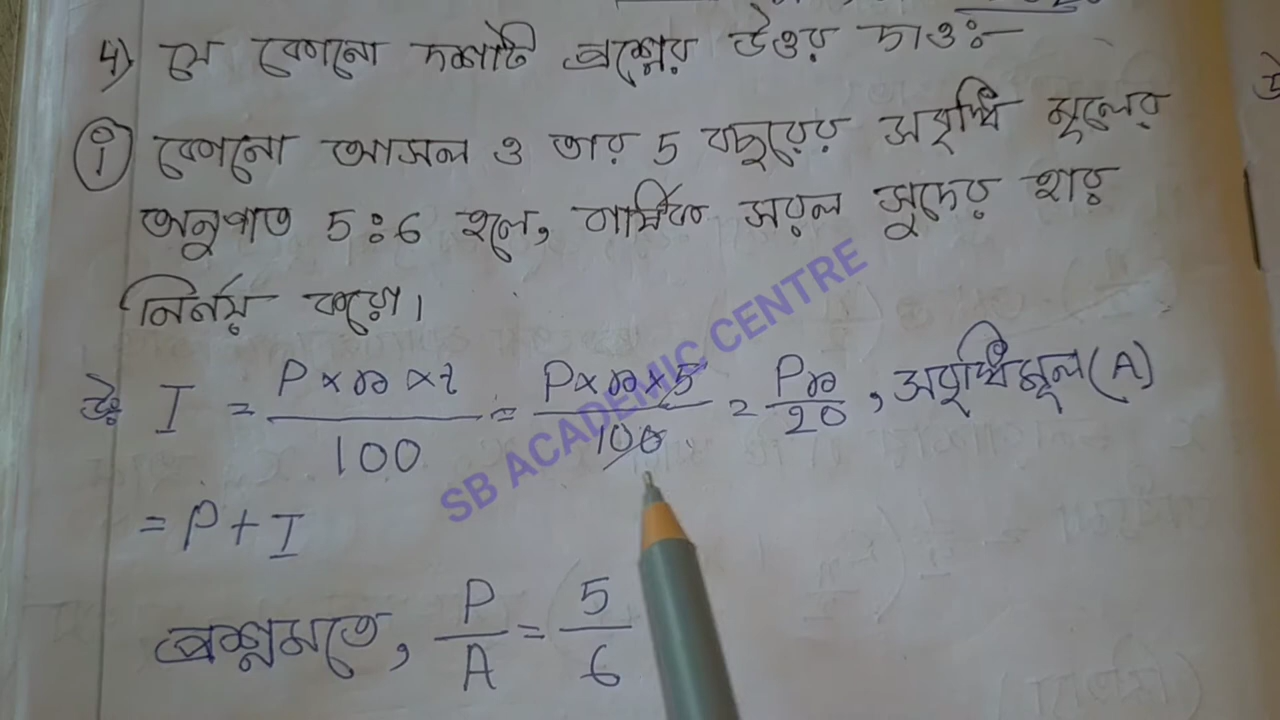 4) যে কোনো দশটি প্রশ্নের উত্তর দাও :-
i কোনো আসল ও তার 5 বছরের সবৃদ্ধি মূলের
অনুপাত 5 : 6 হলে, বার্ষিক সরল সুদের হার
নির্নয় করো।
উঃ I = P × r × t / 100 = P × r × 5 / 100 = Pr / 20 , সবৃদ্ধিমূল (A)
= P + I
প্রশ্নমতে, P / A = 5 / 6
SB ACADEMIC CENTRE